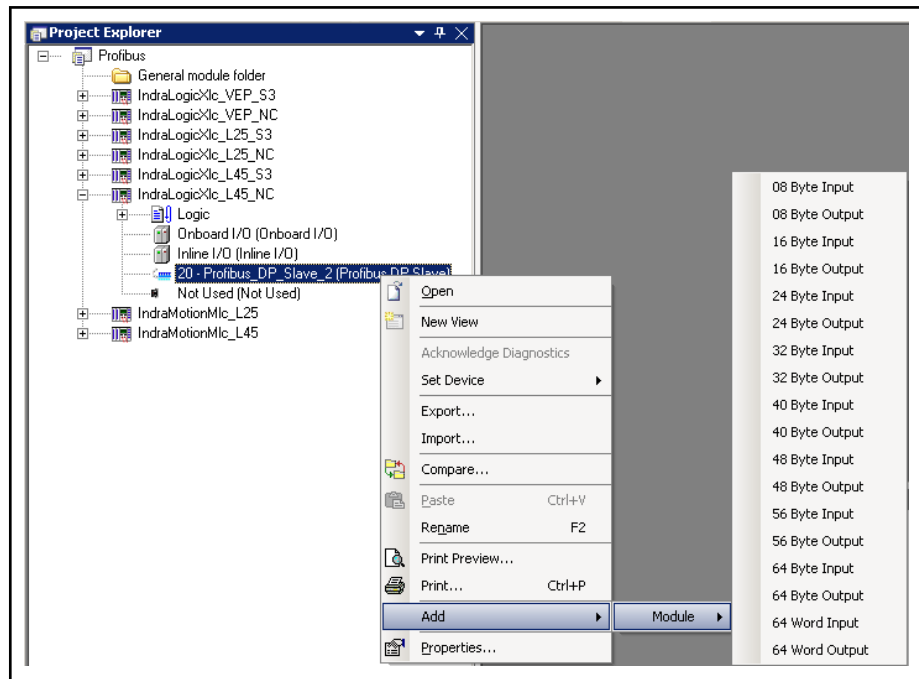 Project Explorer
Profibus
General module folder
IndraLogicXlc_VEP_S3
IndraLogicXlc_VEP_NC
IndraLogicXlc_L25_S3
IndraLogicXlc_L25_NC
IndraLogicXlc_L45_S3
IndraLogicXlc_L45_NC
Logic
Onboard I/O (Onboard I/O)
Inline I/O (Inline I/O)
20 - Profibus_DP_Slave_2 (Profibus DP Slave)
Not Used (Not Used)
IndraMotionMlc_L25
IndraMotionMlc_L45
Open
New View
Acknowledge Diagnostics
Set Device
Export...
Import...
Compare...
Paste Ctrl+V
Rename F2
Print Preview...
Print... Ctrl+P
Add
Properties...
Module
08 Byte Input
08 Byte Output
16 Byte Input
16 Byte Output
24 Byte Input
24 Byte Output
32 Byte Input
32 Byte Output
40 Byte Input
40 Byte Output
48 Byte Input
48 Byte Output
56 Byte Input
56 Byte Output
64 Byte Input
64 Byte Output
64 Word Input
64 Word Output